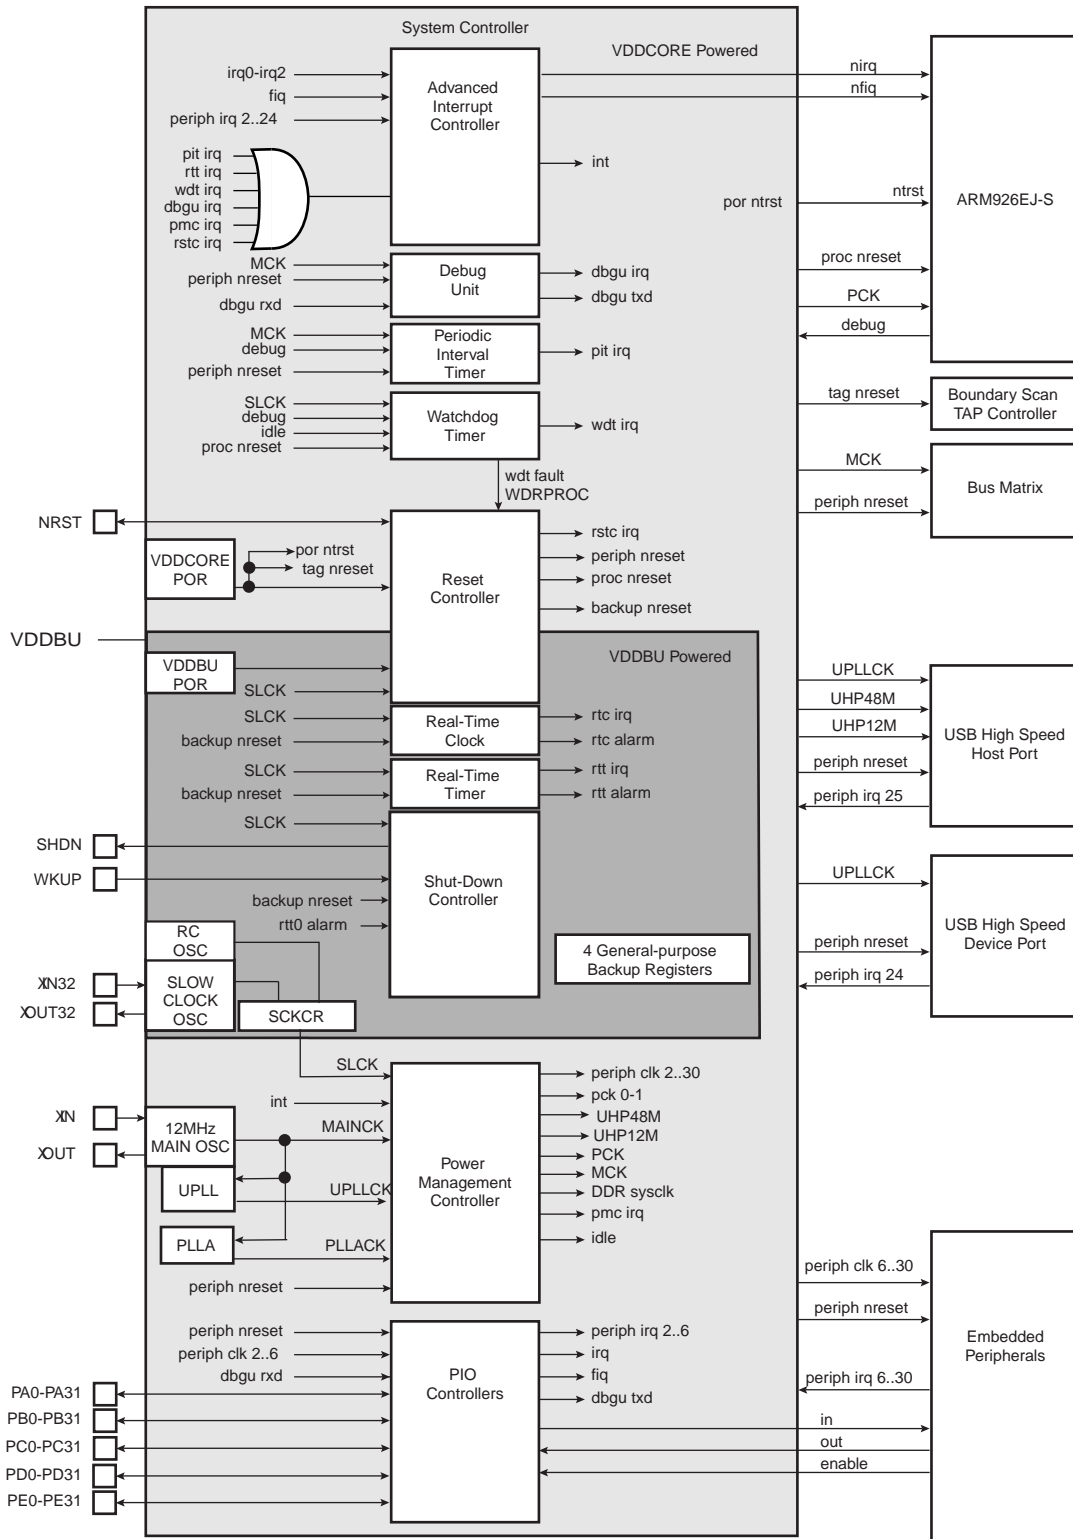 System Controller
VDDCORE Powered
irq0-irq2
fiq
periph irq 2..24
pit irq
rtt irq
wdt irq
dbgu irq
pmc irq
rstc irq
Advanced
Interrupt
Controller
int
nirq
nfiq
por ntrst
ntrst
ARM926EJ-S
proc nreset
PCK
debug
MCK
periph nreset
dbgu rxd
Debug
Unit
dbgu irq
dbgu txd
MCK
debug
periph nreset
Periodic
Interval
Timer
pit irq
SLCK
debug
idle
proc nreset
Watchdog
Timer
wdt irq
wdt fault
WDRPROC
tag nreset
Boundary Scan
TAP Controller
MCK
periph nreset
Bus Matrix
NRST
VDDCORE
POR
por ntrst
tag nreset
Reset
Controller
rstc irq
periph nreset
proc nreset
backup nreset
VDDBU
VDDBU Powered
VDDBU
POR
SLCK
SLCK
backup nreset
Real-Time
Clock
rtc irq
rtc alarm
SLCK
backup nreset
Real-Time
Timer
rtt irq
rtt alarm
SLCK
SHDN
WKUP
backup nreset
rtt0 alarm
Shut-Down
Controller
RC
OSC
XIN32
XOUT32
SLOW
CLOCK
OSC
SCKCR
4 General-purpose
Backup Registers
UPLLCK
UHP48M
UHP12M
periph nreset
periph irq 25
USB High Speed
Host Port
UPLLCK
periph nreset
periph irq 24
USB High Speed
Device Port
SLCK
int
XIN
XOUT
12MHz
MAIN OSC
MAINCK
UPLL
UPLLCK
PLLA
PLLACK
periph nreset
Power
Management
Controller
periph clk 2..30
pck 0-1
UHP48M
UHP12M
PCK
MCK
DDR sysclk
pmc irq
idle
periph nreset
periph clk 2..6
dbgu rxd
PA0-PA31
PB0-PB31
PC0-PC31
PD0-PD31
PE0-PE31
PIO
Controllers
periph irq 2..6
irq
fiq
dbgu txd
periph clk 6..30
periph nreset
periph irq 6..30
in
out
enable
Embedded
Peripherals